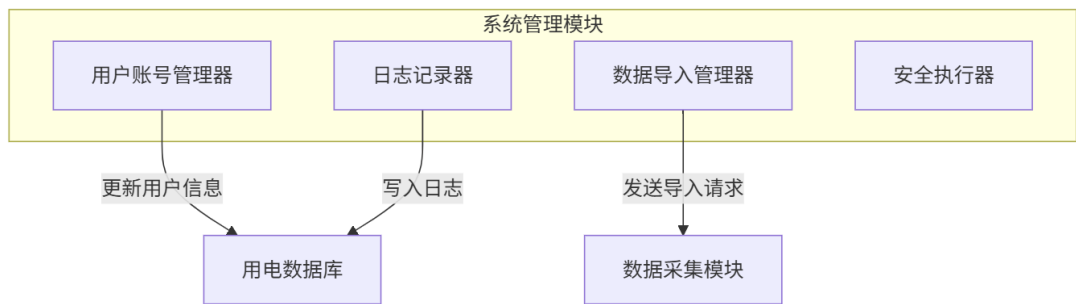 系统管理模块
用户账号管理器
日志记录器
数据导入管理器
安全执行器
更新用户信息
写入日志
发送导入请求
用电数据库
数据采集模块